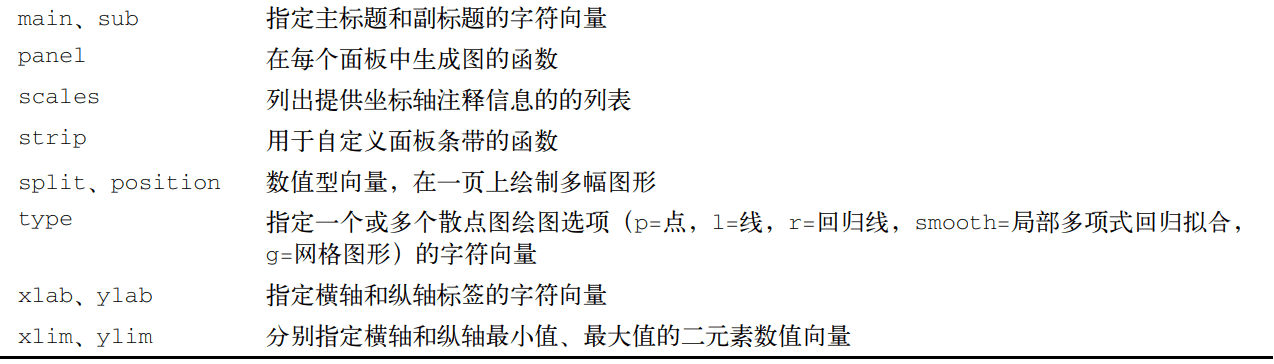 main、sub 指定主标题和副标题的字符向量
panel 在每个面板中生成图的函数
scales 列出提供坐标轴注释信息的的列表
strip 用于自定义面板条带的函数
split、position 数值型向量，在一页上绘制多幅图形
type 指定一个或多个散点图绘图选项（p=点，l=线，r=回归线，smooth=局部多项式回归拟合，
g=网格图形）的字符向量
xlab、ylab 指定横轴和纵轴标签的字符向量
xlim、ylim 分别指定横轴和纵轴最小值、最大值的二元素数值向量